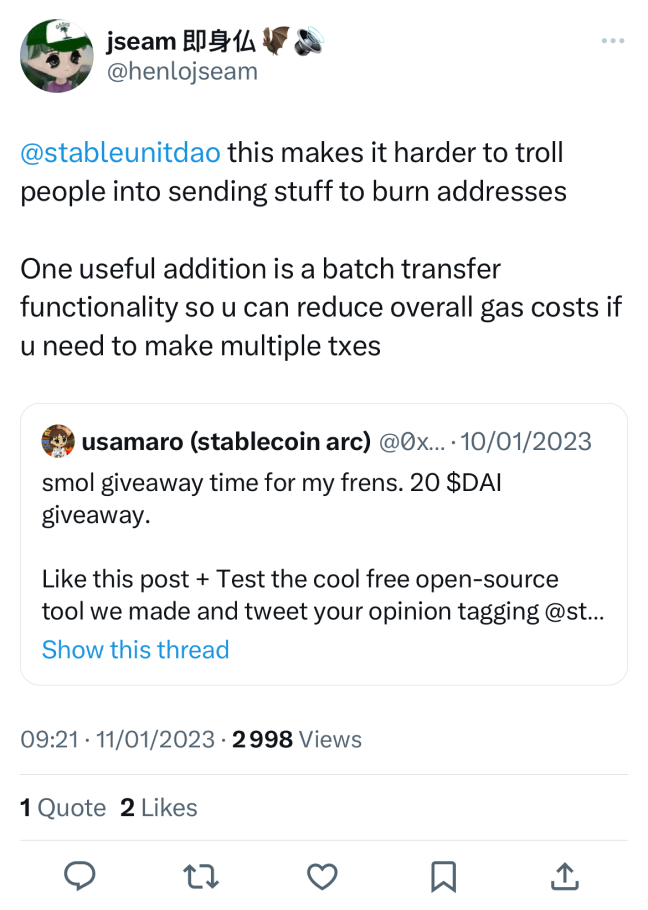 jseam 即身仏 🦇🔊
@henlojseam
@stableunitdao this makes it harder to troll
people into sending stuff to burn addresses
One useful addition is a batch transfer
functionality so u can reduce overall gas costs if
u need to make multiple txes
usamaro (stablecoin arc) @0x... · 10/01/2023
smol giveaway time for my frens. 20 $DAI
giveaway.
Like this post + Test the cool free open-source
tool we made and tweet your opinion tagging @st...
Show this thread
09:21 · 11/01/2023 · 2 998 Views
1 Quote 2 Likes